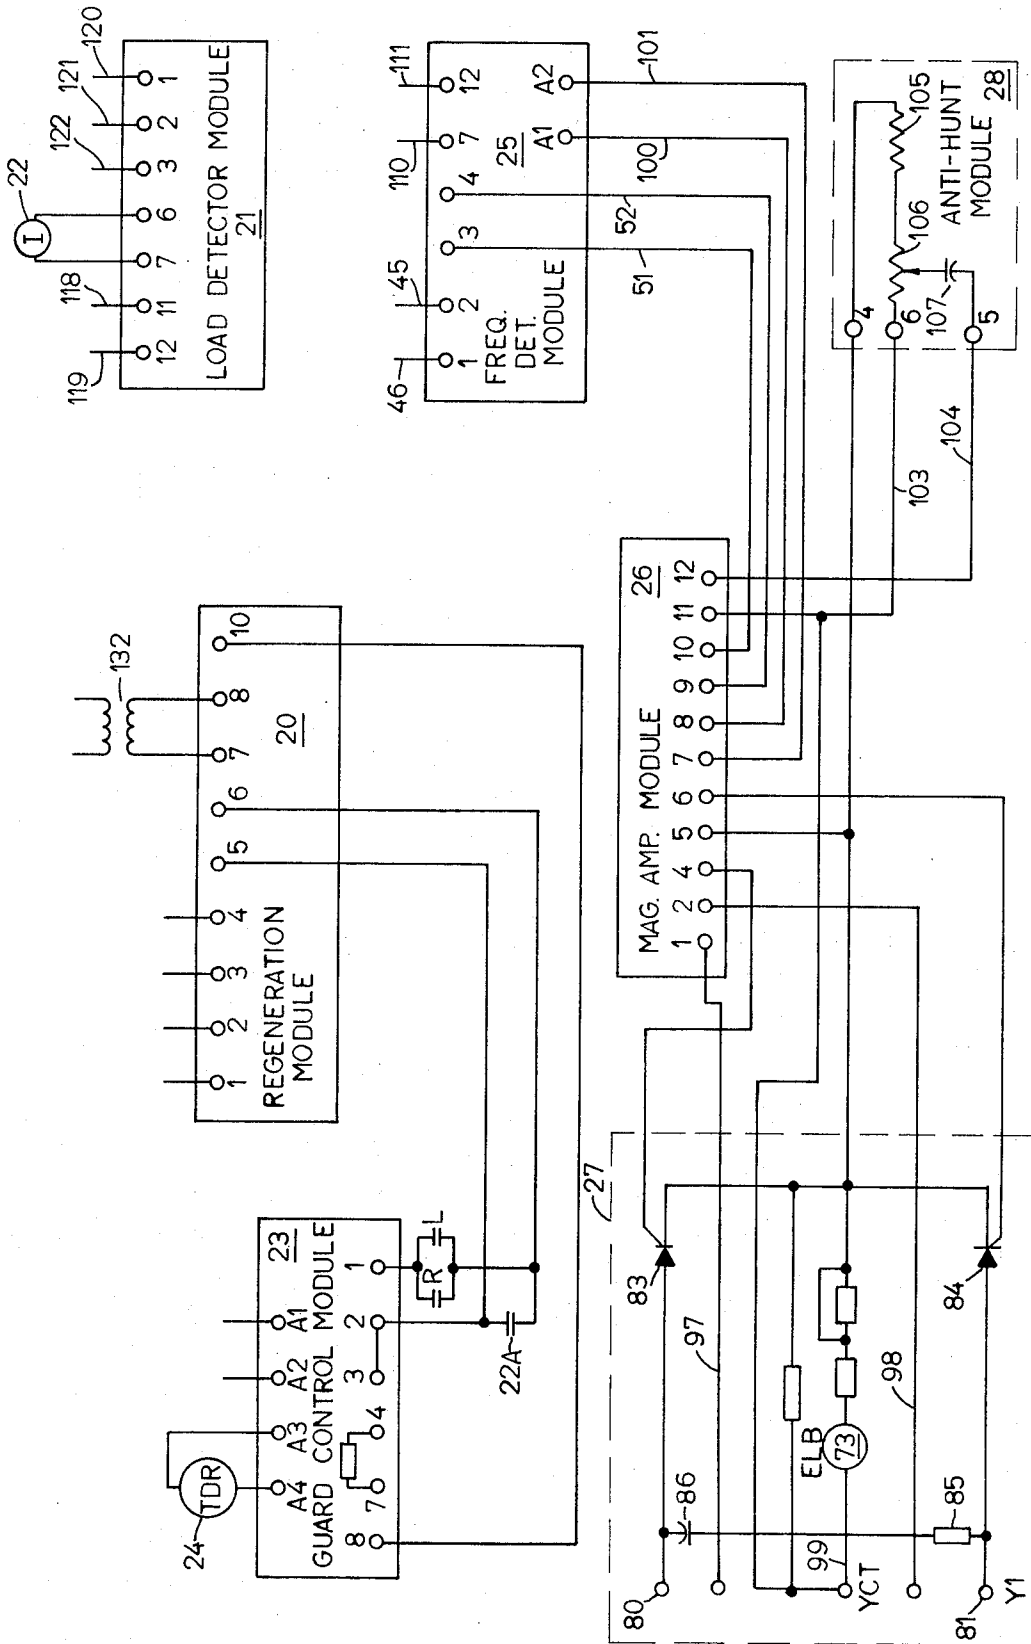 24
TDR
A4 A3 A2 A1
GUARD CONTROL MODULE
23
8 7 4 3 2 1
R L
22A
132
1 2 3 4 5 6 7 8 10
REGENERATION
MODULE
20
119 118 22 122 121 120
I
12 11 7 6 3 2 1
LOAD DETECTOR MODULE
21
46 45 110 111
1 2 3 4 7 12
FREQ.
DET.
MODULE
25
A1 A2
51 52 100 101
MAG. AMP. MODULE
26
1 2 4 5 6 7 8 9 10 11 12
27
80
86
97
83
ELB
73
99
YCT
98
85
84
81
Y1
103
104
4
6
5
107
106
105
ANTI-HUNT
MODULE
28